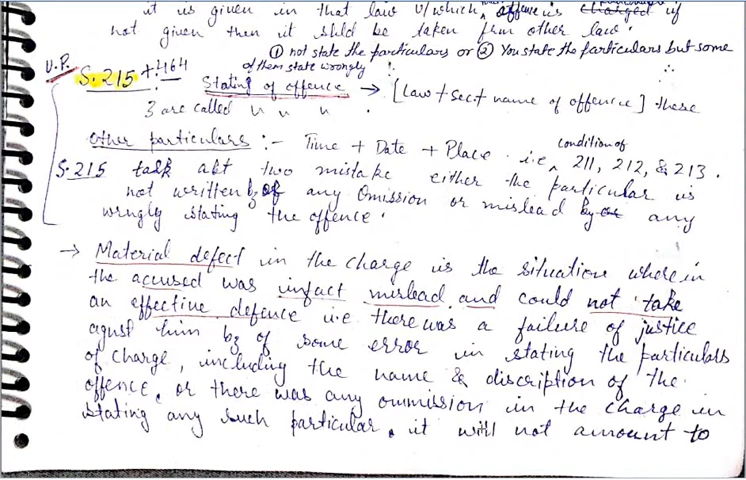 it is given in that law u/which, offence is charged if
not given then it shld be taken from other law.
① not state the particulars or ② You state the particulars but some
of them state wrongly
V.P. S.215 + 464 Stating of offence → [law + sect name of offence] these
3 are called " " " .
Other particulars :- Time + Date + Place . i.e, condition of 211, 212, & 213.
S.215 talk abt two mistake either the particular is
not written bz of any Omission or mislead by any
wrngly stating the offence.
→ Material defect in the charge is the situation where in
the accused was infact mislead and could not take
an effective defence i.e there was a failure of justice
agnst him bz of some error in stating the particulars
of charge, including the name & discription of the
offence, or there was any ommission in the charge in
stating any such particular, it will not amount to